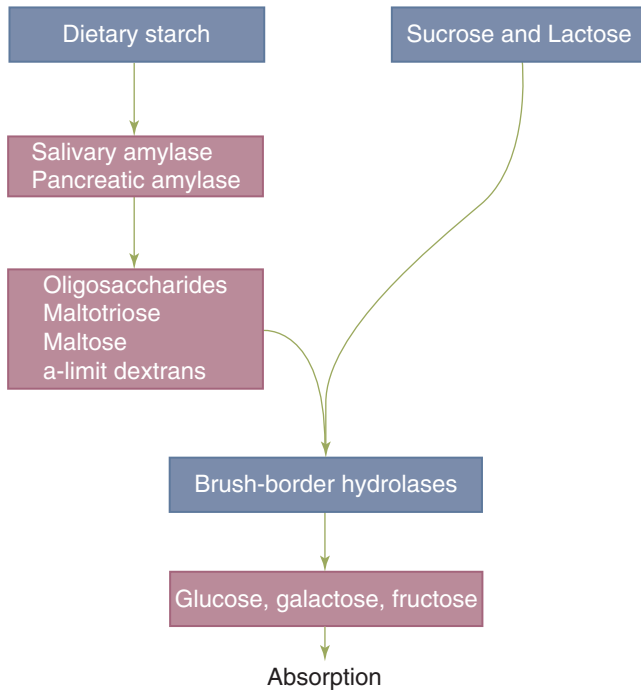 Dietary starch
Sucrose and Lactose
Salivary amylase
Pancreatic amylase
Oligosaccharides
Maltotriose
Maltose
a-limit dextrans
Brush-border hydrolases
Glucose, galactose, fructose
Absorption